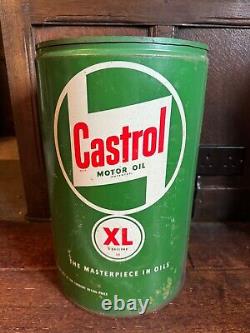 Castrol
MOTOR OIL
XL
THE MASTERPIECE IN OILS